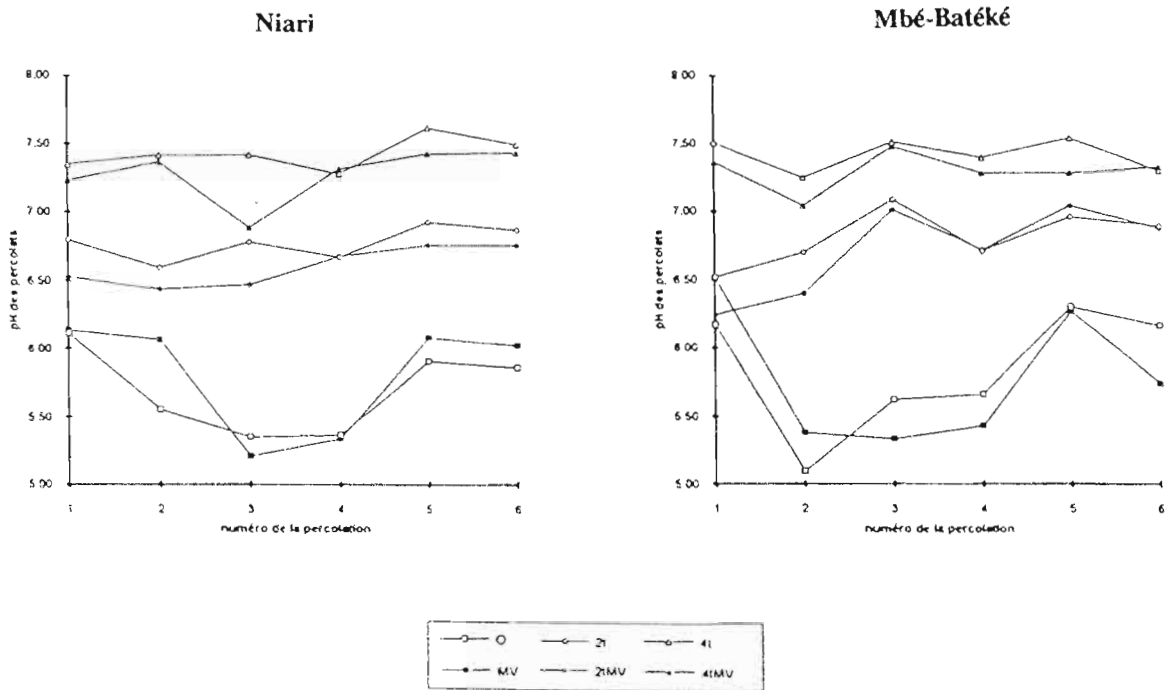 Niari
Mbé-Batéké
8.00
7.50
7.00
6.50
6.00
5.50
5.00
pH des percolats
1 2 3 4 5 6
numéro de la percolation
8.00
7.50
7.00
6.50
6.00
5.50
5.00
pH des percolats
1 2 3 4 5 6
numéro de la percolation
O 2t 4t
MV 2tMV 4tMV